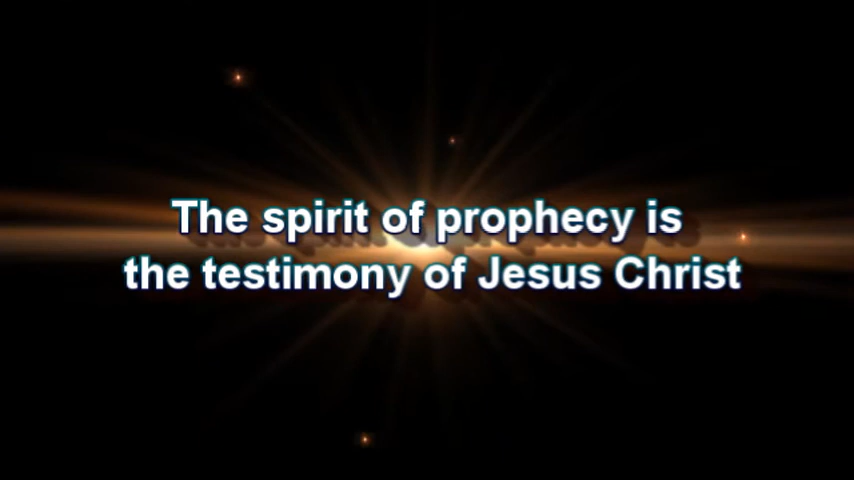 The spirit of prophecy is
the testimony of Jesus Christ